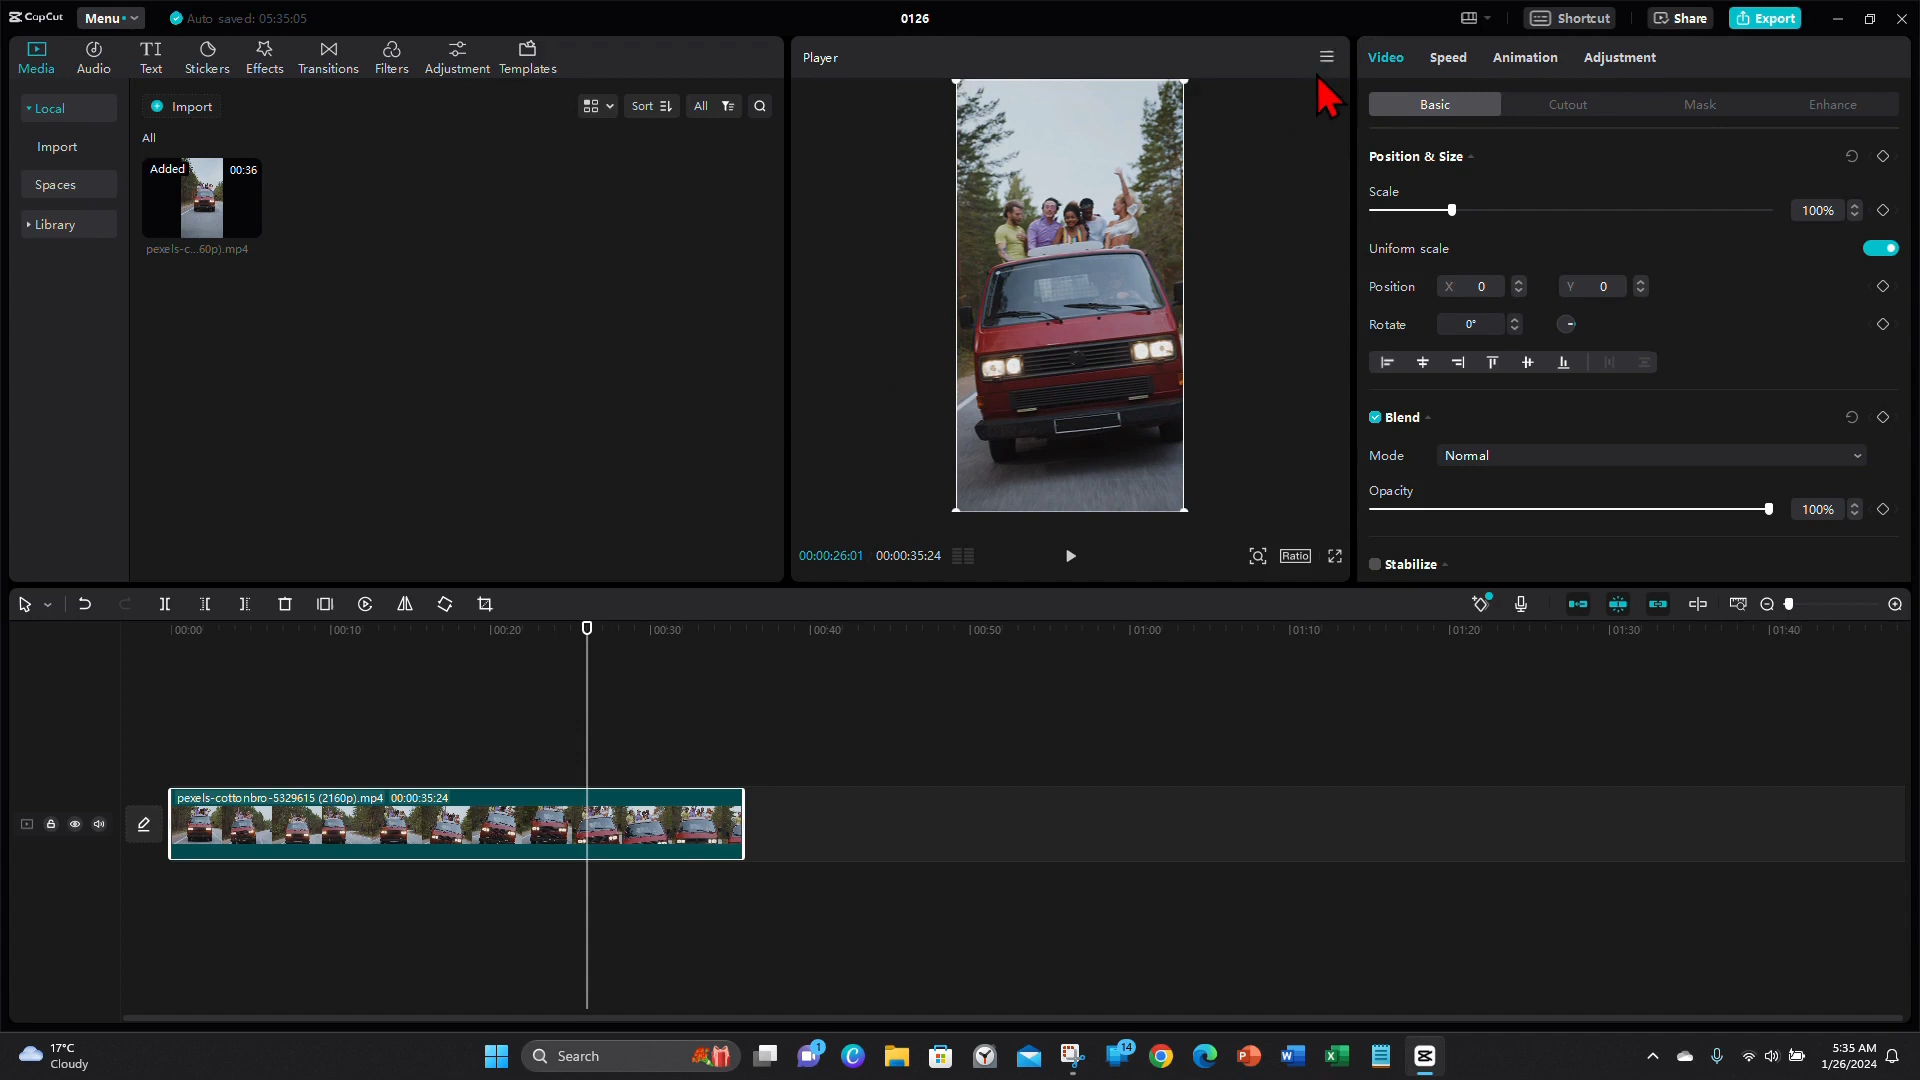 CapCut
Menu
Auto saved: 05:35:05
0126
Shortcut
Share
Export
Media
Audio
TI
Text
Stickers
Effects
Transitions
Filters
Adjustment
Templates
Local
Import
Spaces
Library
Import
Sort
All
All
Added
00:36
pexels-c...60p).mp4
Player
00:00:26:01
00:00:35:24
Ratio
Video
Speed
Animation
Adjustment
Basic
Cutout
Mask
Enhance
Position & Size
Scale
100%
Uniform scale
Position
X 0
Y 0
Rotate
0°
Blend
Mode
Normal
Opacity
100%
Stabilize
00:00
00:10
00:20
00:30
00:40
00:50
01:00
01:10
01:20
01:30
01:40
pexels-cottonbro-5329615 (2160p).mp4 00:00:35:24
17°C
Cloudy
Search
1
14
5:35 AM
1/26/2024